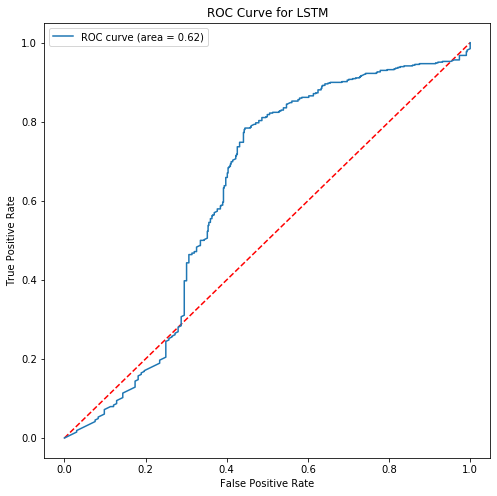 ROC Curve for LSTM
ROC curve (area = 0.62)
True Positive Rate
1.0
0.8
0.6
0.4
0.2
0.0
0.0 0.2 0.4 0.6 0.8 1.0
False Positive Rate